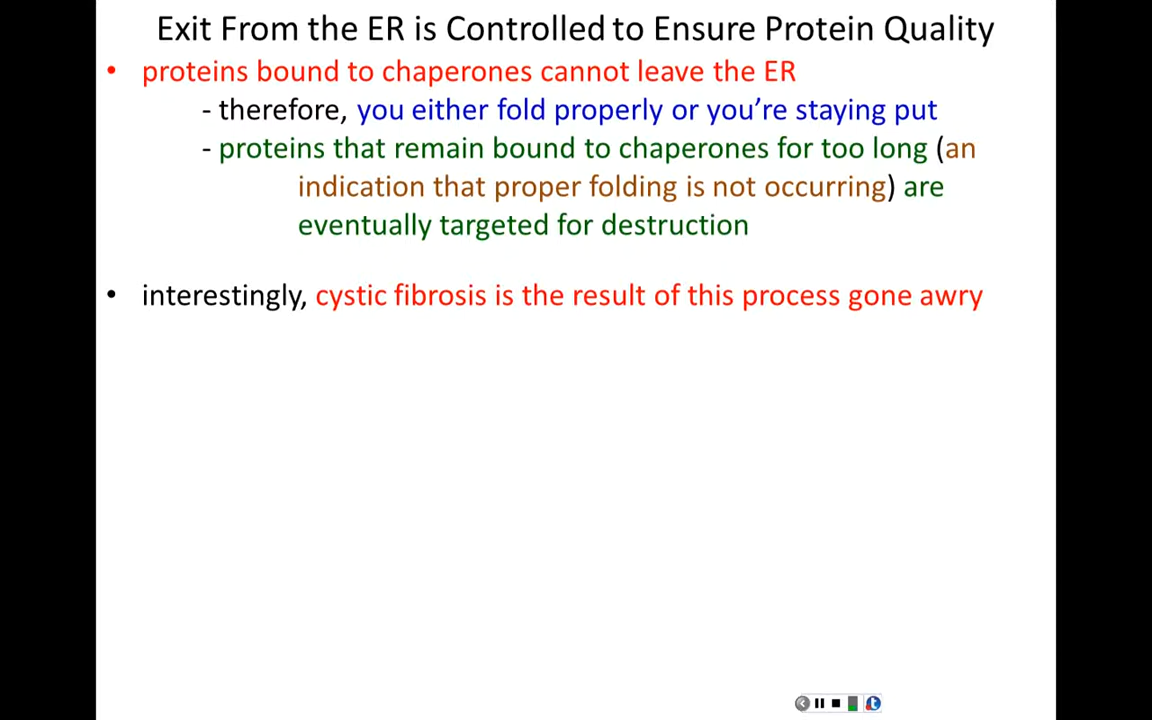 Exit From the ER is Controlled to Ensure Protein Quality
• proteins bound to chaperones cannot leave the ER
- therefore, you either fold properly or you’re staying put
- proteins that remain bound to chaperones for too long (an
indication that proper folding is not occurring) are
eventually targeted for destruction
• interestingly, cystic fibrosis is the result of this process gone awry